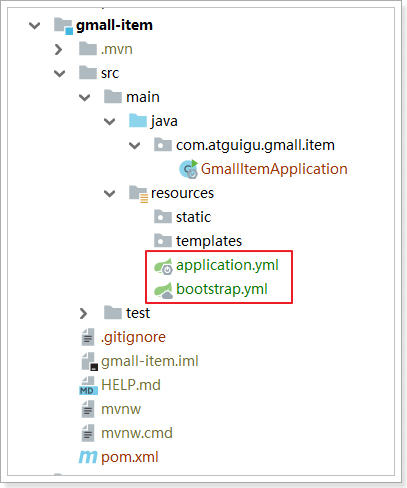 gmall-item
.mvn
src
main
java
com.atguigu.gmall.item
GmallItemApplication
resources
static
templates
application.yml
bootstrap.yml
test
.gitignore
gmall-item.iml
MD HELP.md
mvnw
mvnw.cmd
m pom.xml